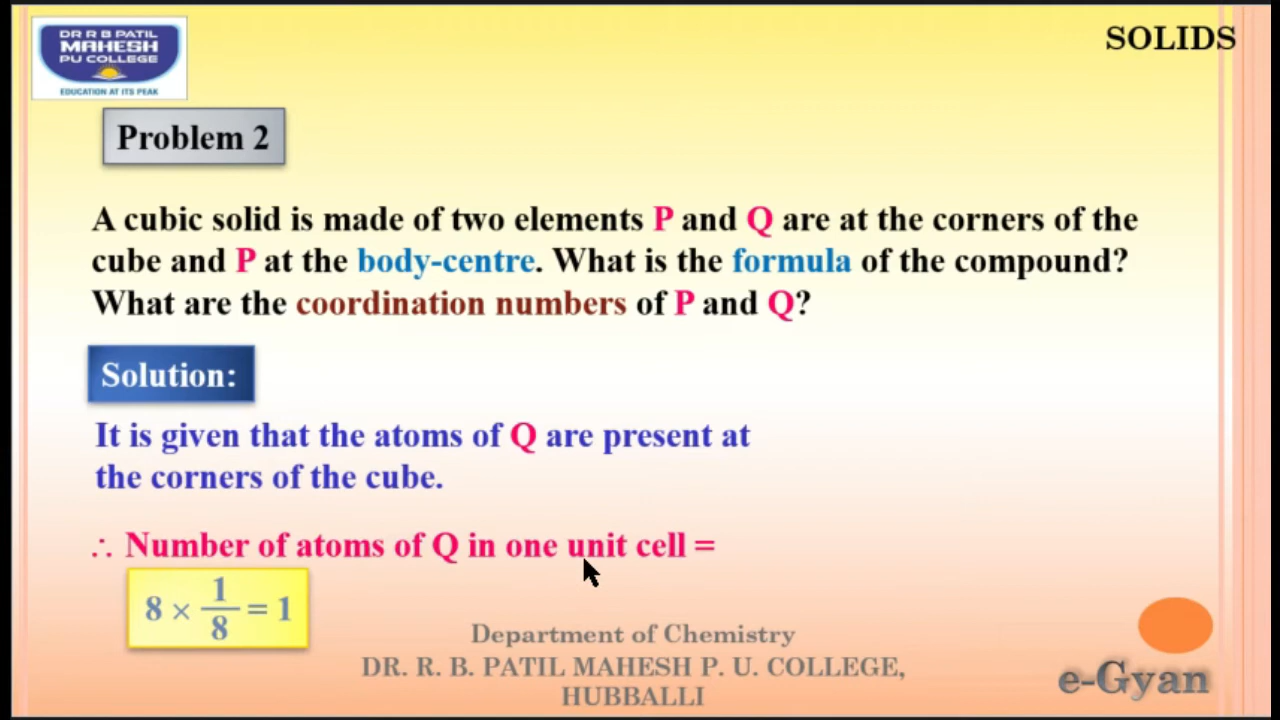 DR R B PATIL
MAHESH
PU COLLEGE
EDUCATION AT ITS PEAK
SOLIDS
Problem 2
A cubic solid is made of two elements P and Q are at the corners of the
cube and P at the body-centre. What is the formula of the compound?
What are the coordination numbers of P and Q?
Solution:
It is given that the atoms of Q are present at
the corners of the cube.
∴ Number of atoms of Q in one unit cell =
8 × 1/8 = 1
Department of Chemistry
DR. R. B. PATIL MAHESH P. U. COLLEGE,
HUBBALLI
e-Gyan